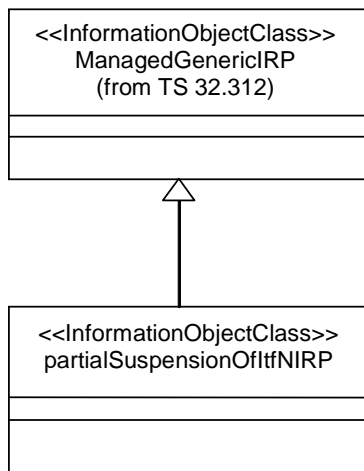 <<InformationObjectClass>>
ManagedGenericIRP
(from TS 32.312)
<<InformationObjectClass>>
partialSuspensionOfItfNIRP